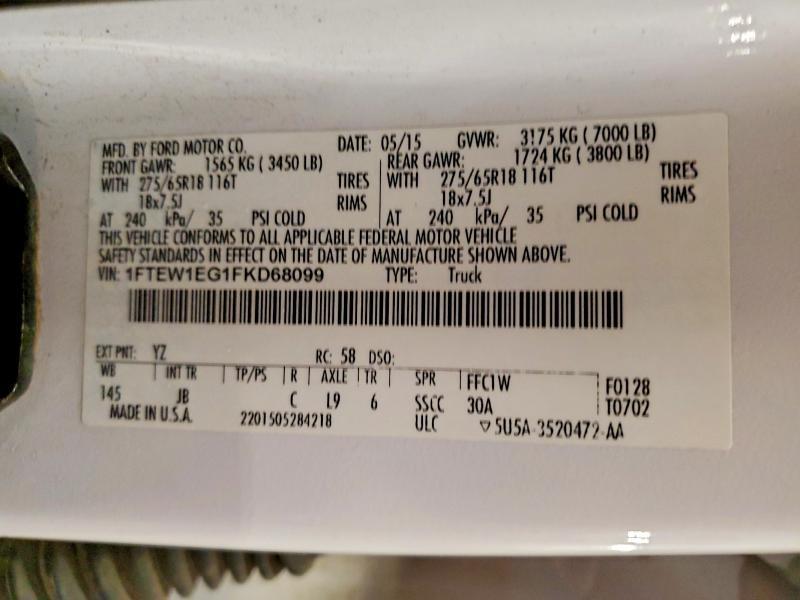 MFD. BY FORD MOTOR CO. DATE: 05/15 GVWR: 3175 KG ( 7000 LB)
FRONT GAWR: 1565 KG ( 3450 LB) REAR GAWR: 1724 KG ( 3800 LB)
WITH 275/65R18 116T TIRES WITH 275/65R18 116T TIRES
18x7.5J RIMS 18x7.5J RIMS
AT 240 kPa/ 35 PSI COLD AT 240 kPa/ 35 PSI COLD
THIS VEHICLE CONFORMS TO ALL APPLICABLE FEDERAL MOTOR VEHICLE
SAFETY STANDARDS IN EFFECT ON THE DATE OF MANUFACTURE SHOWN ABOVE.
VIN: 1FTEW1EG1FKD68099 TYPE: Truck
EXT PNT: YZ RC: 58 DSO:
WB INT TR TP/PS R AXLE TR SPR FFC1W F0128
145 JB C L9 6 SSCC 30A T0702
MADE IN U.S.A. 2201505284218 ULC ▽5U5A-3520472-AA